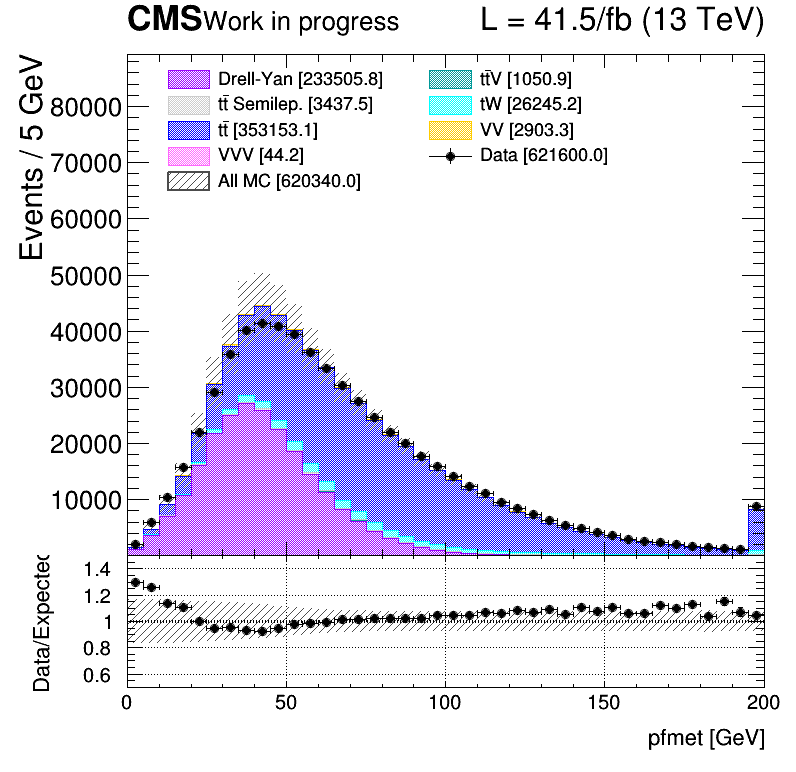 CMS Work in progress L = 41.5/fb (13 TeV)
Events / 5 GeV
80000
70000
60000
50000
40000
30000
20000
10000
Drell-Yan [233505.8]
tt̄ Semilep. [3437.5]
tt̄ [353153.1]
VVV [44.2]
All MC [620340.0]
tt̄V [1050.9]
tW [26245.2]
VV [2903.3]
Data [621600.0]
Data/Expected
1.4
1.2
1
0.8
0.6
0 50 100 150 200
pfmet [GeV]